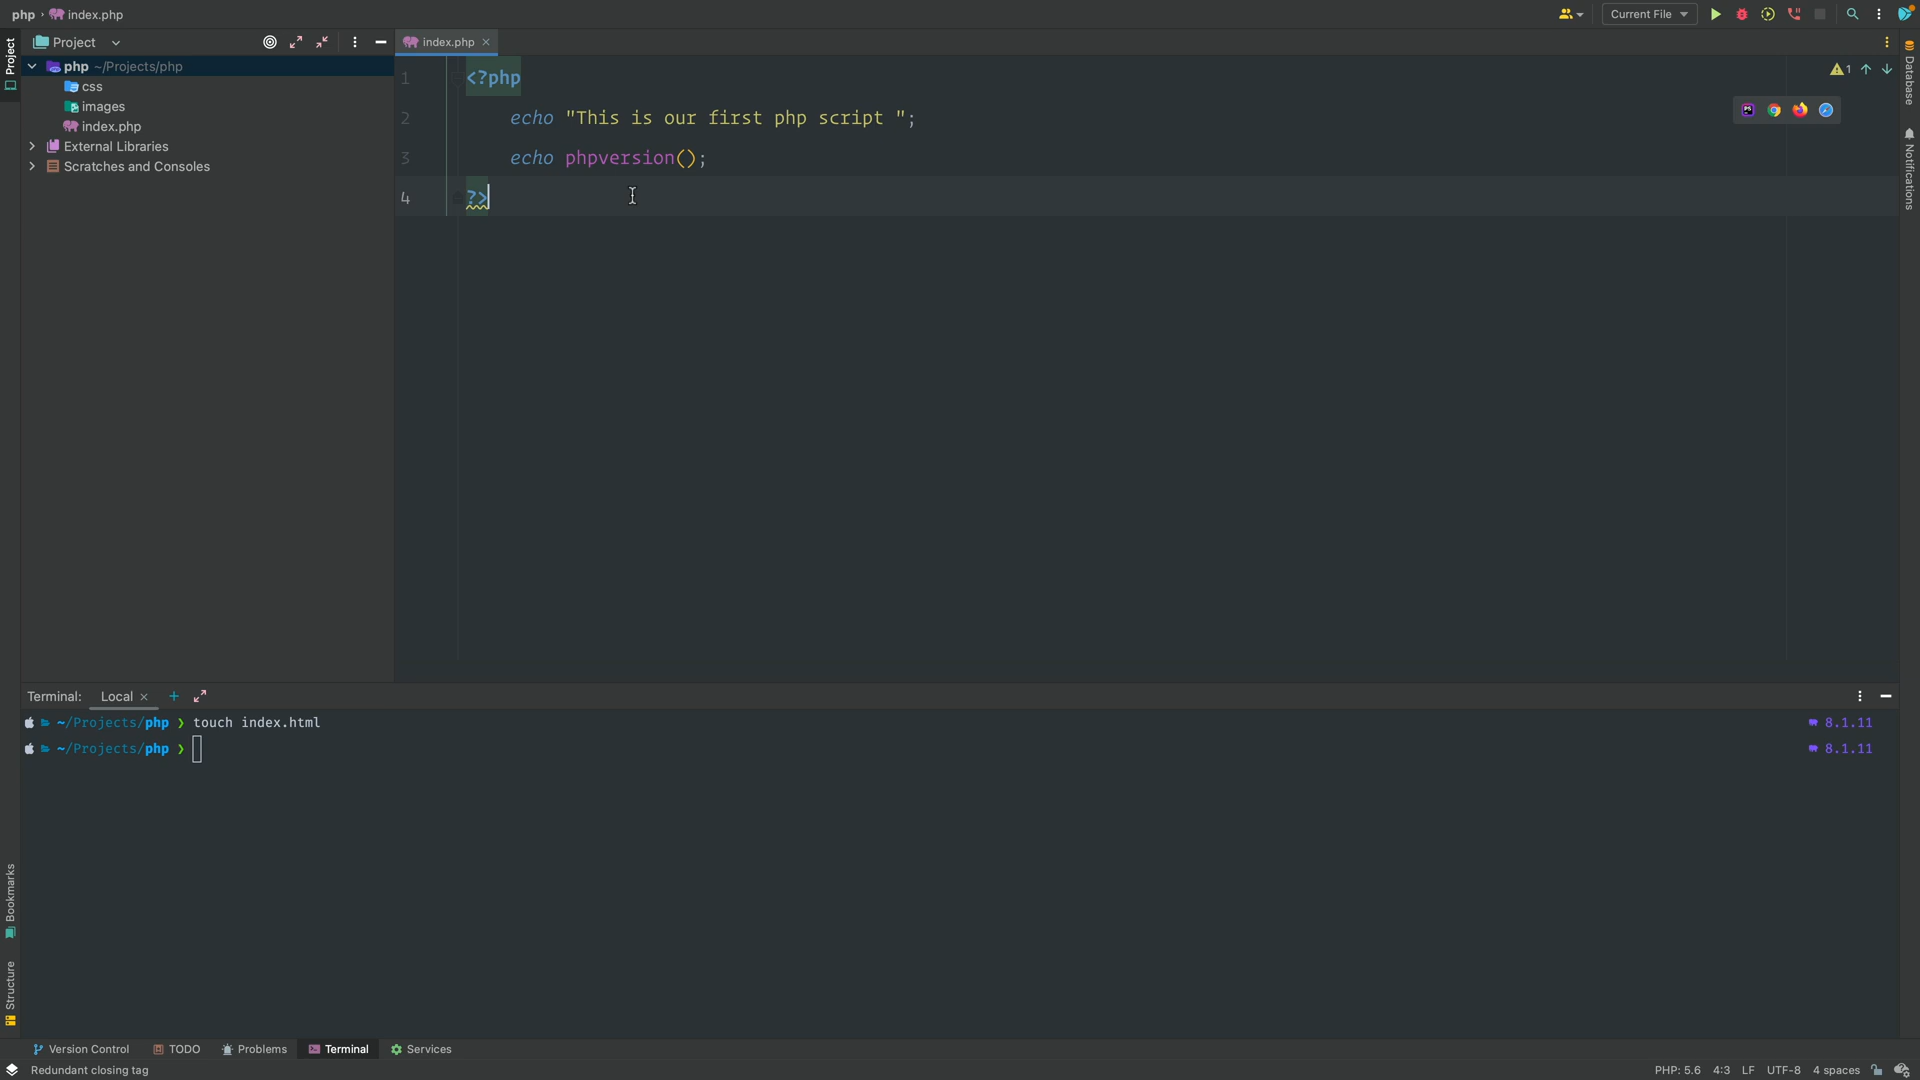 php › index.php
Current File
Project
index.php
php ~/Projects/php
css
images
index.php
External Libraries
Scratches and Consoles
1 <?php
2 echo "This is our first php script ";
3 echo phpversion();
4 ?>
1
Project
Bookmarks
Structure
Database
Notifications
Terminal: Local
~/Projects/php ❯ touch index.html 8.1.11
~/Projects/php ❯ 8.1.11
Version Control TODO Problems Terminal Services
Redundant closing tag PHP: 5.6 4:3 LF UTF-8 4 spaces